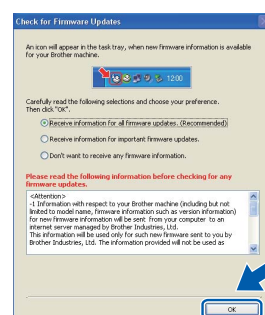 Check for Firmware Updates
An icon will appear in the task tray, when new firmware information is available
for your Brother machine.
12:00
Carefully read the following selections and choose your preference.
Then click "OK".
Receive information for all firmware updates. (Recommended)
Receive information for important firmware updates.
Don't want to receive any firmware information.
Please read the following information before checking for any
firmware updates.
<Attention>
-1 Information with respect to your Brother machine (including but not
limited to model name, firmware information such as version information)
for new firmware information will be sent from your computer to an
internet server managed by Brother Industries, Ltd.
This information will be used only for such new firmware sent to you by
Brother Industries, Ltd. The information provided will not be used as
OK